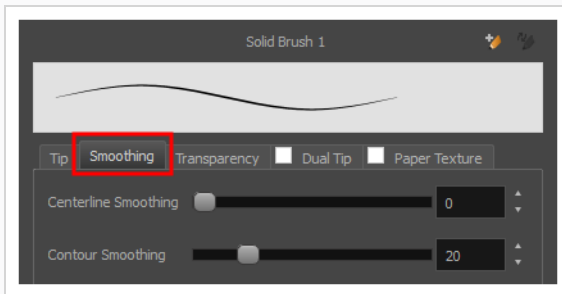 Solid Brush 1
Tip Smoothing Transparency Dual Tip Paper Texture
Centerline Smoothing 0
Contour Smoothing 20